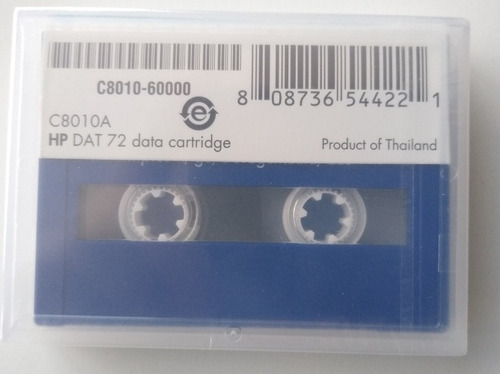 C8010-60000
8 08736 54422 1
C8010A
HP DAT 72 data cartridge
Product of Thailand